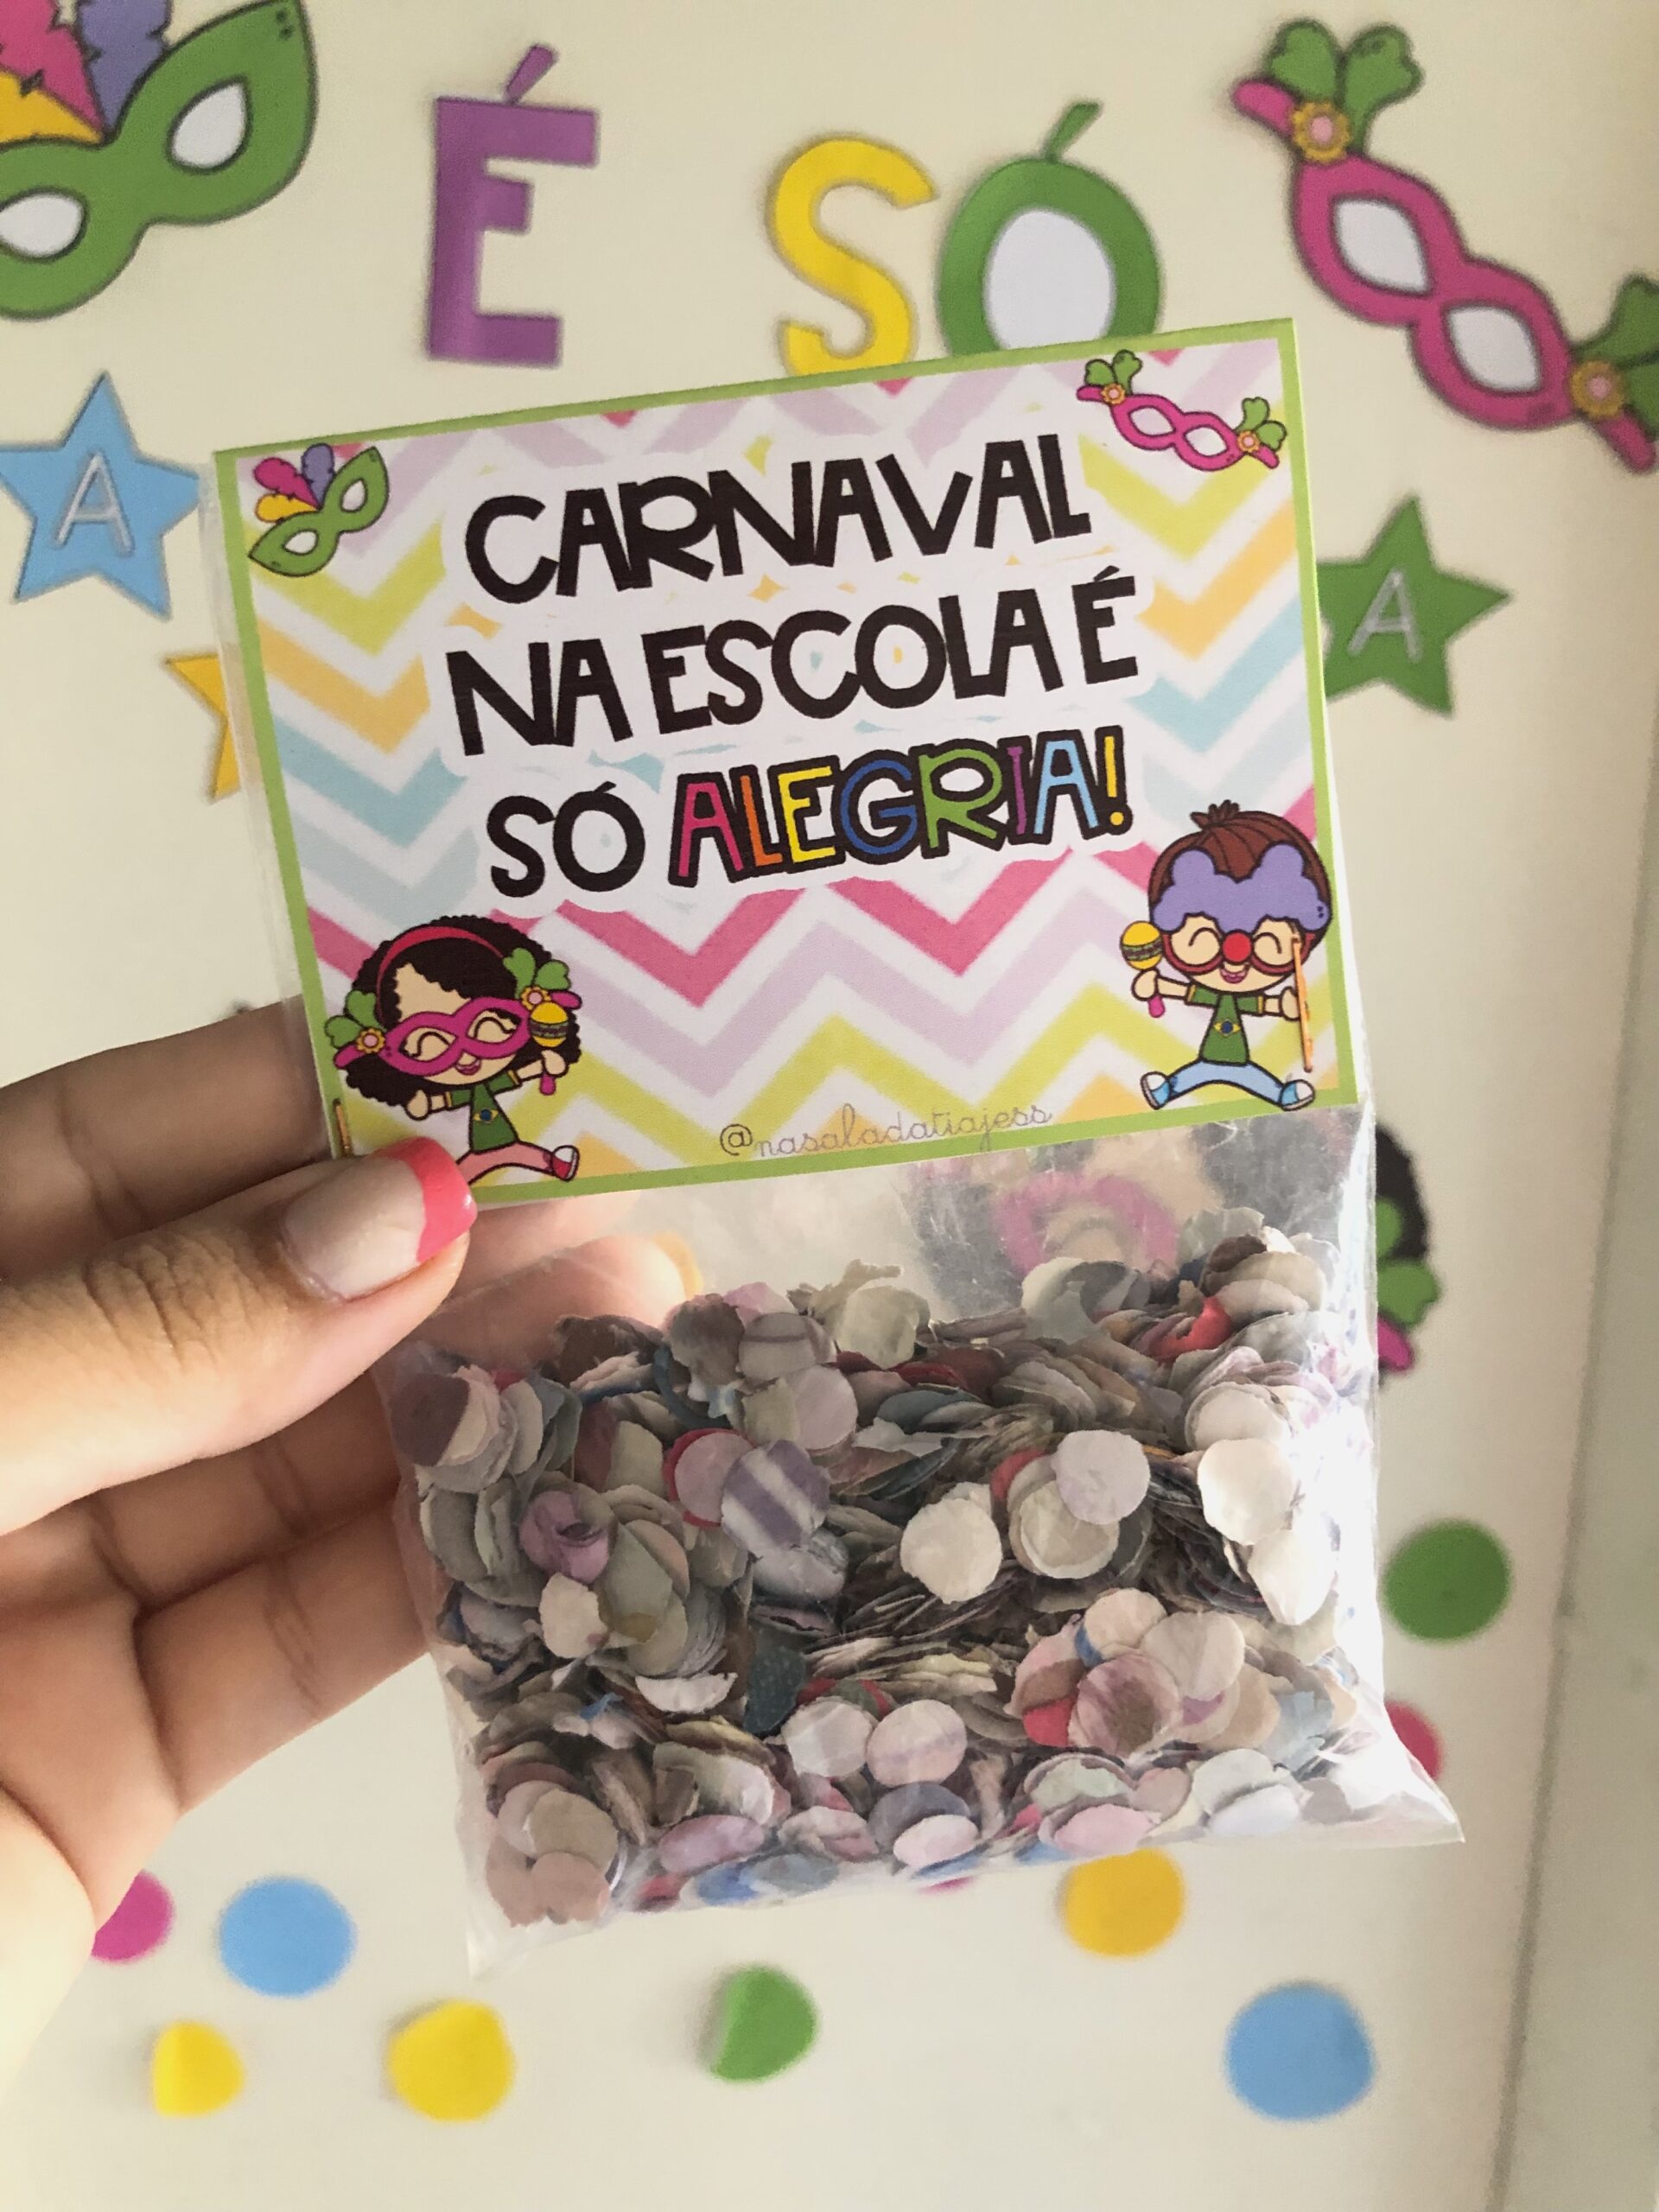 É SÓ
A
A
CARNAVAL
NA ESCOLA É
SÓ ALEGRIA!
@nasaladatiajess